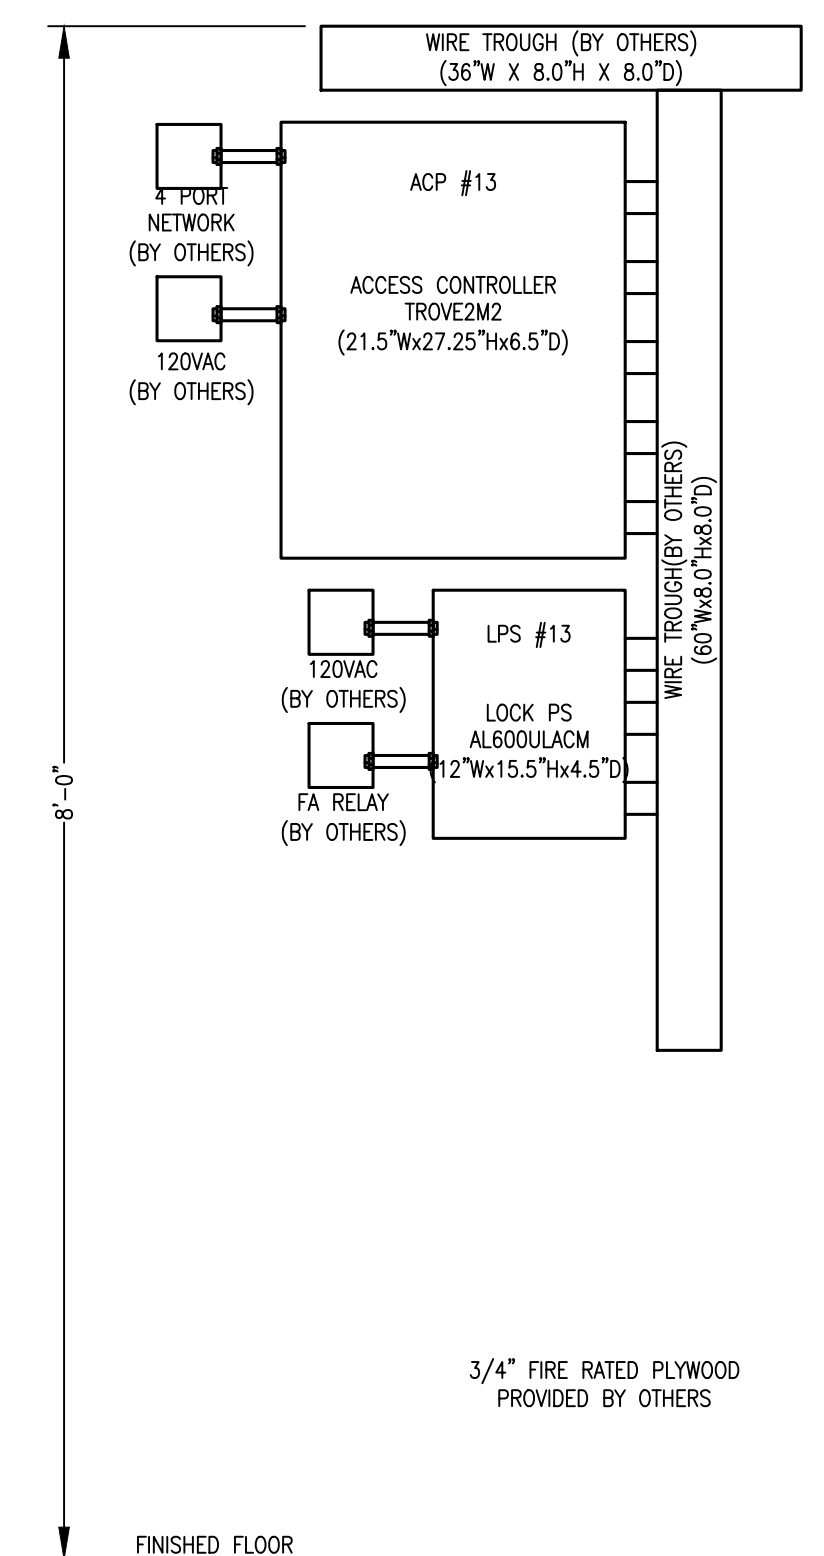 WIRE TROUGH (BY OTHERS)
(36"W X 8.0"H X 8.0"D)
ACP #13
4 PORT
NETWORK
(BY OTHERS)
ACCESS CONTROLLER
TROVE2M2
(21.5"Wx27.25"Hx6.5"D)
120VAC
(BY OTHERS)
WIRE TROUGH(BY OTHERS)
(60"Wx8.0"Hx8.0"D)
LPS #13
120VAC
(BY OTHERS)
LOCK PS
AL600ULACM
(12"Wx15.5"Hx4.5"D)
FA RELAY
(BY OTHERS)
8'-0"
3/4" FIRE RATED PLYWOOD
PROVIDED BY OTHERS
FINISHED FLOOR